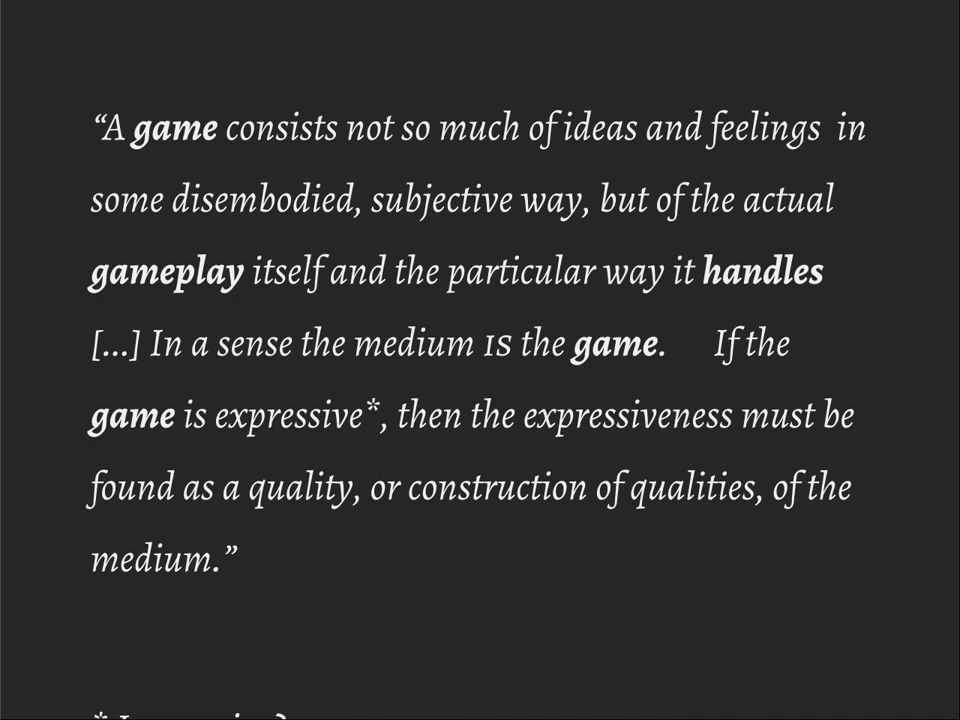 “A game consists not so much of ideas and feelings in
some disembodied, subjective way, but of the actual
gameplay itself and the particular way it handles
[...] In a sense the medium IS the game. If the
game is expressive*, then the expressiveness must be
found as a quality, or construction of qualities, of the
medium.”